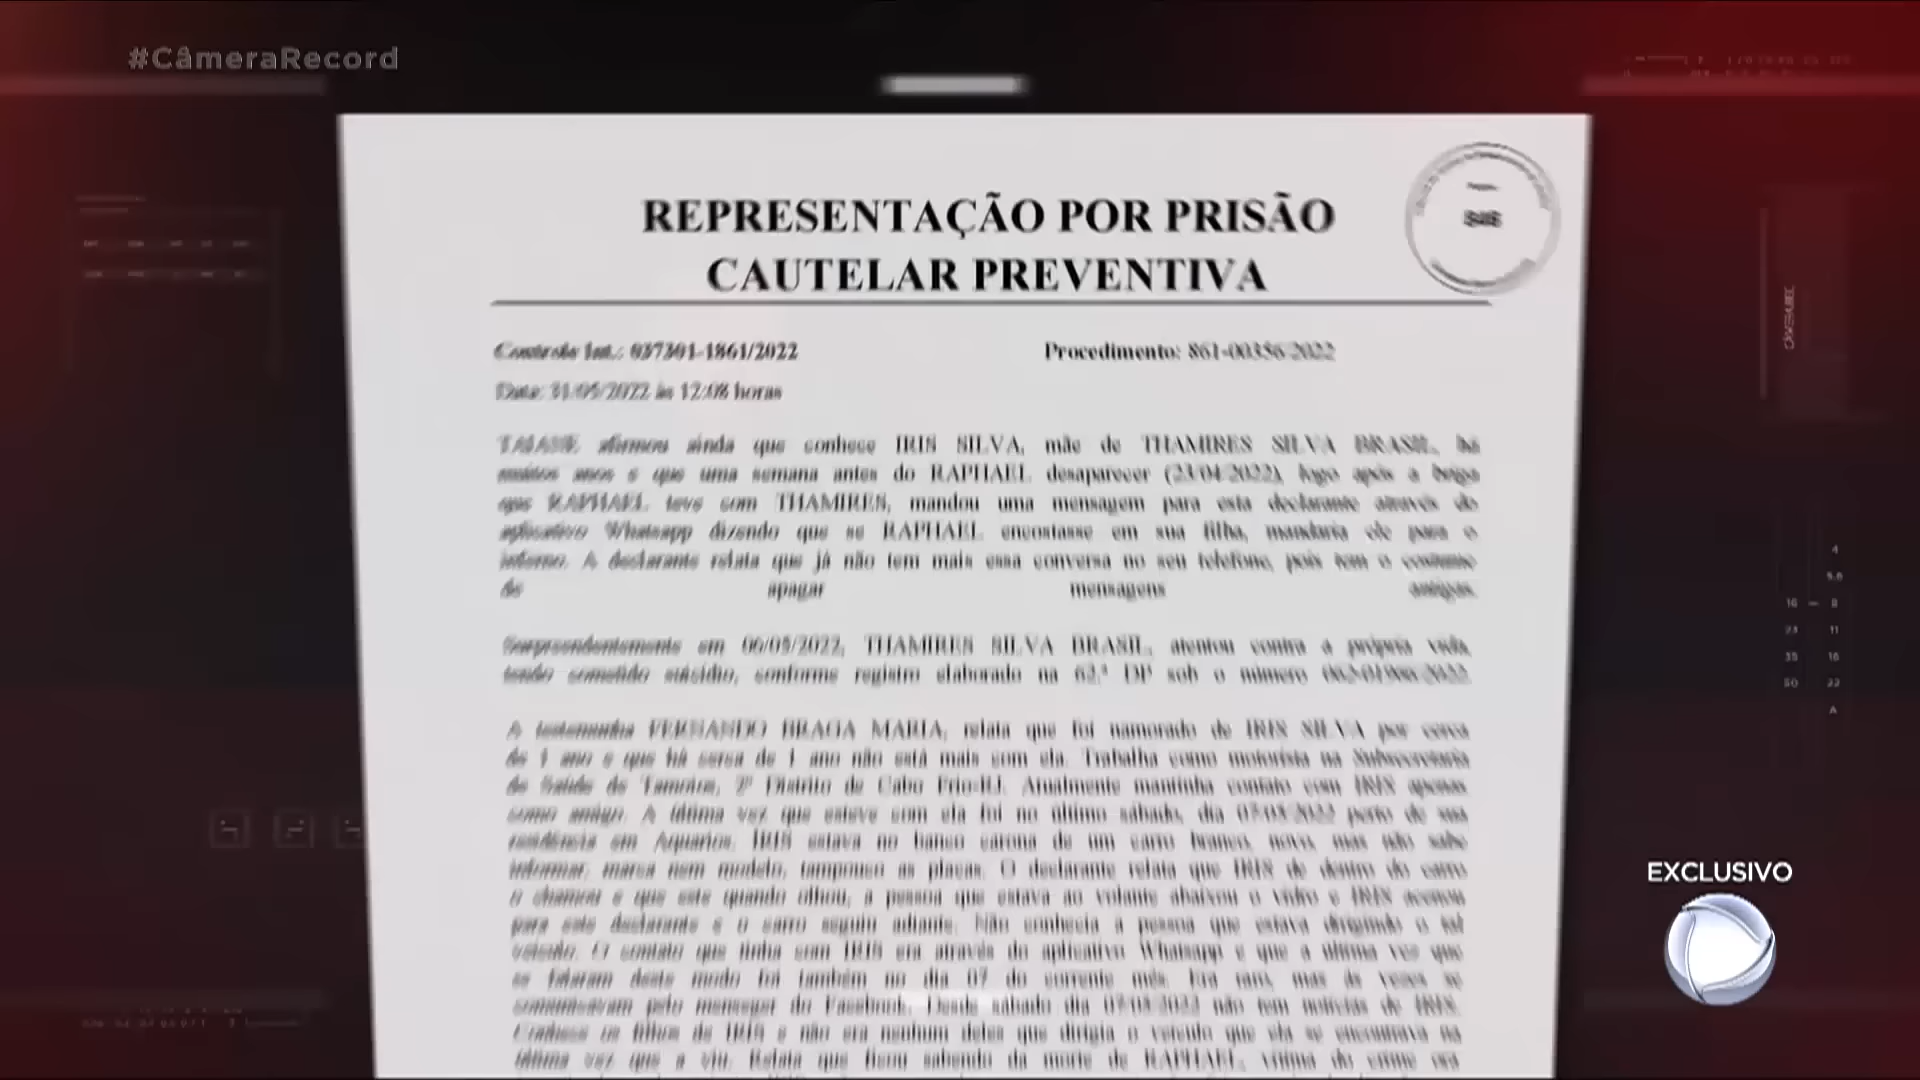 #CâmeraRecord
REPRESENTAÇÃO POR PRISÃO
CAUTELAR PREVENTIVA
Controle Int.: 037301-1861/2022 Procedimento: 861-00356/2022
Data: 31/05/2022 às 12:08 horas
afirmou ainda que conhece IRIS SILVA, mãe de THAMIRES SILVA BRASIL, há
muitos anos e que uma semana antes do RAPHAEL desaparecer (23/04/2022), logo após a briga
que RAPHAEL teve com THAMIRES, mandou uma mensagem para esta declarante através do
aplicativo Whatsapp dizendo que se RAPHAEL encostasse em sua filha, mandaria ele para o
inferno. A declarante relata que já não tem mais essa conversa no seu telefone, pois tem o costume
de apagar mensagens antigas.
Surpreendentemente em 06/05/2022, THAMIRES SILVA BRASIL, atentou contra a própria vida,
tendo cometido suicídio, conforme registro elaborado na 62.ª DP sob o número
A testemunha FERNANDO BRAGA MARIA, relata que foi namorado de IRIS SILVA por cerca
de 1 ano e que há cerca de 1 ano não está mais com ela. Trabalha como motorista na Subsecretaria
de Saúde de Tamoios, 2º Distrito de Cabo Frio-RJ. Atualmente mantinha contato com IRIS apenas
como amigo. A última vez que esteve com ela foi no último sábado, dia 07/05/2022 perto de sua
residência em Aquarios. IRIS estava no banco carona de um carro branco, novo, mas não sabe
informar, marca nem modelo, tampouco as placas. O declarante relata que IRIS de dentro do carro
o chamou e que este quando olhou, a pessoa que estava ao volante abaixou o vidro e IRIS acenou
para este declarante e o carro seguiu adiante. Não conhecia a pessoa que estava dirigindo o tal
veículo. O contato que tinha com IRIS era através do aplicativo Whatsapp e que a última vez que
se falaram deste modo foi também no dia 07 do corrente mês. Era raro, mas às vezes se
comunicavam pelo messenger do Facebook. Desde sábado dia 07/05/2022 não tem notícias de IRIS.
Conhece os filhos de IRIS e não era nenhum deles que dirigia o veículo que ela se encontrava na
última vez que a viu. Relata que ficou sabendo da morte de RAPHAEL, vítima do crime ora
4
5.6
16 8
23 11
35 16
50 22
A
EXCLUSIVO